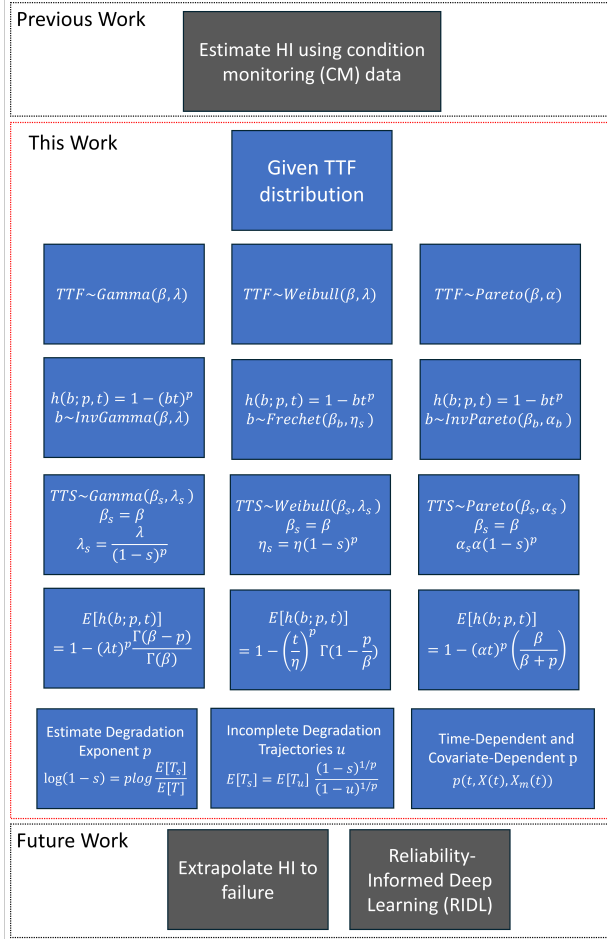 Previous Work
Estimate HI using condition
monitoring (CM) data
This Work
Given TTF
distribution
TTF~Gamma(β, λ)
TTF~Weibull(β, λ)
TTF~Pareto(β, α)
h(b; p, t) = 1 − (bt)^p
b~InvGamma(β, λ)
h(b; p, t) = 1 − bt^p
b~Frechet(β_b, η_s)
h(b; p, t) = 1 − bt^p
b~InvPareto(β_b, α_b)
TTS~Gamma(β_s, λ_s)
β_s = β
λ_s = λ/(1 − s)^p
TTS~Weibull(β_s, λ_s)
β_s = β
η_s = η(1 − s)^p
TTS~Pareto(β_s, α_s)
β_s = β
α_sα(1 − s)^p
E[h(b; p, t)]
= 1 − (λt)^p Γ(β − p)/Γ(β)
E[h(b; p, t)]
= 1 − (t/η)^p Γ(1 − p/β)
E[h(b; p, t)]
= 1 − (αt)^p (β/(β + p))
Estimate Degradation
Exponent p
log(1 − s) = plog E[T_s]/E[T]
Incomplete Degradation
Trajectories u
E[T_s] = E[T_u] (1 − s)^{1/p}/(1 − u)^{1/p}
Time-Dependent and
Covariate-Dependent p
p(t, X(t), X_m(t))
Future Work
Extrapolate HI to
failure
Reliability-
Informed Deep
Learning (RIDL)